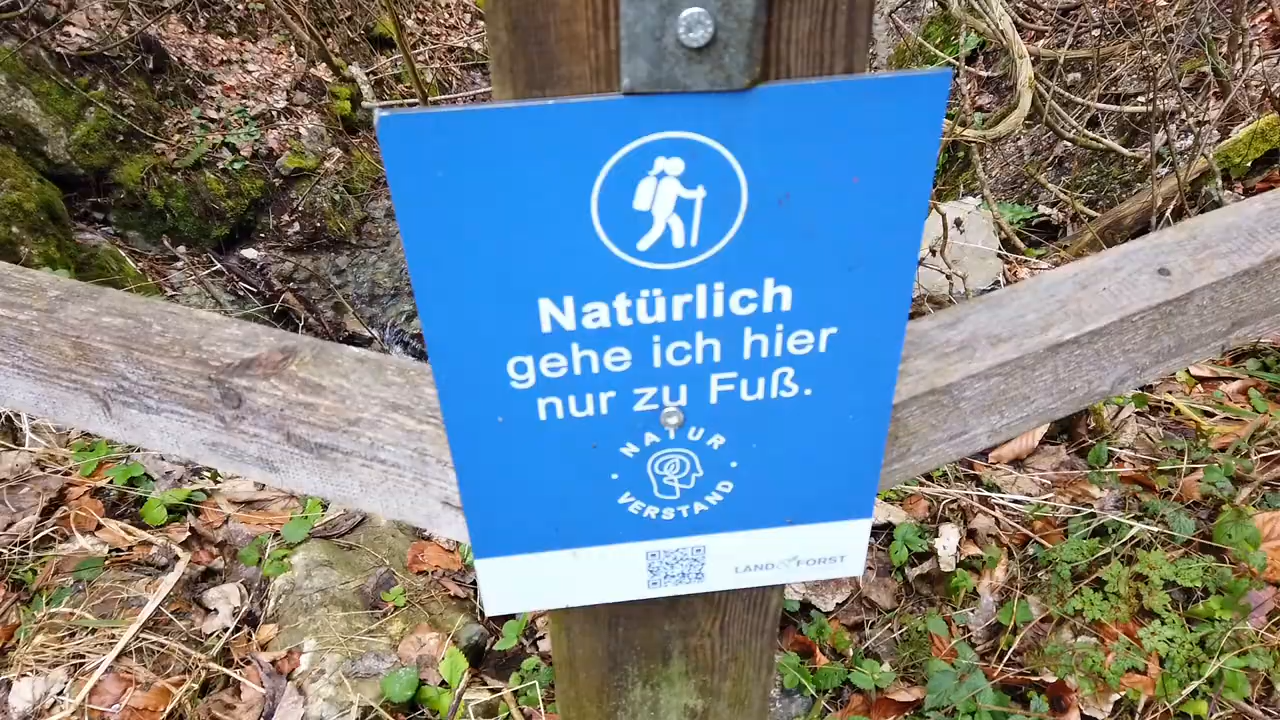 Natürlich
gehe ich hier
nur zu Fuß.
NATUR
VERSTAND
LAND FORST